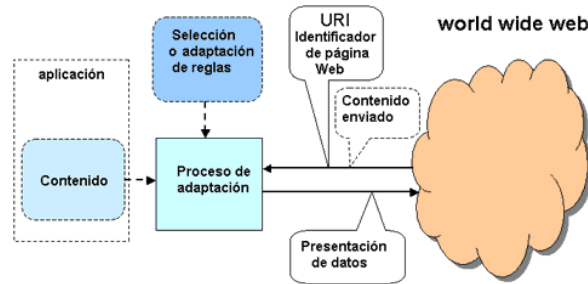 Selección
o adaptación
de reglas
URI
Identificador
de página
Web
world wide web
aplicación
Contenido
enviado
Contenido
Proceso de
adaptación
Presentación
de datos